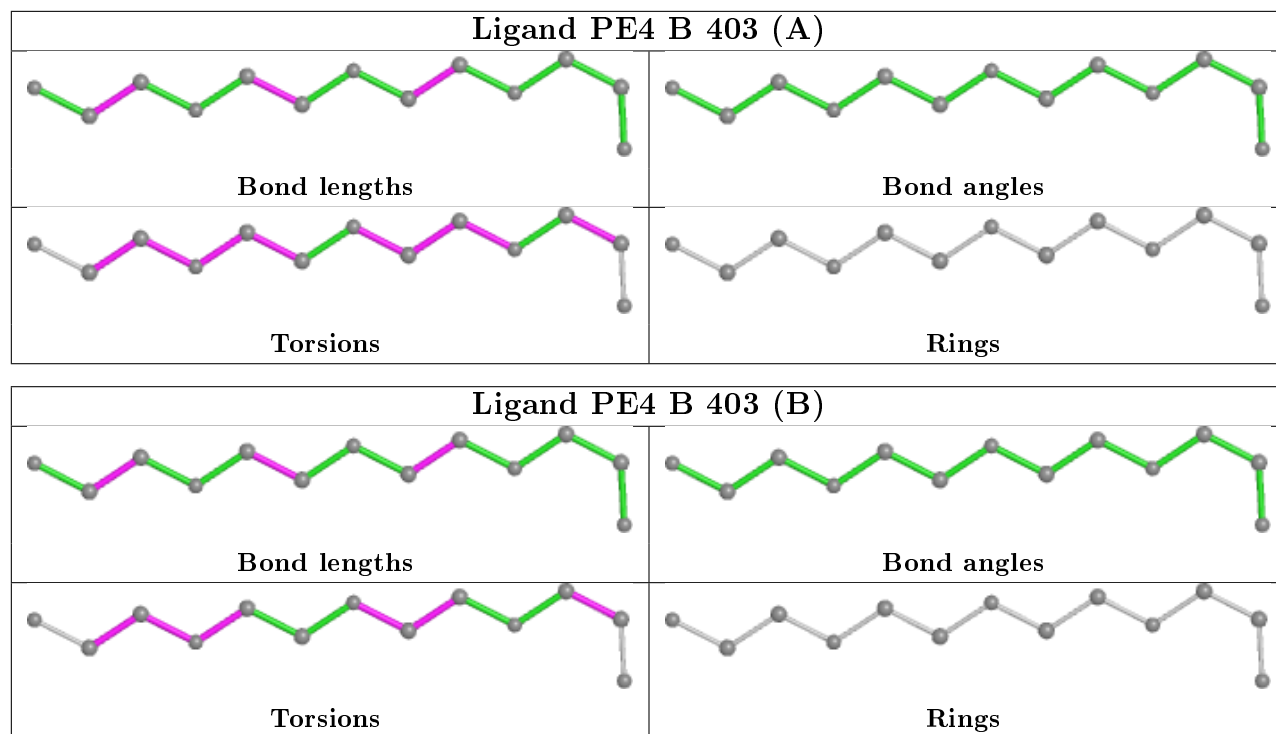 Ligand PE4 B 403 (A)
Bond lengths
Bond angles
Torsions
Rings
Ligand PE4 B 403 (B)
Bond lengths
Bond angles
Torsions
Rings